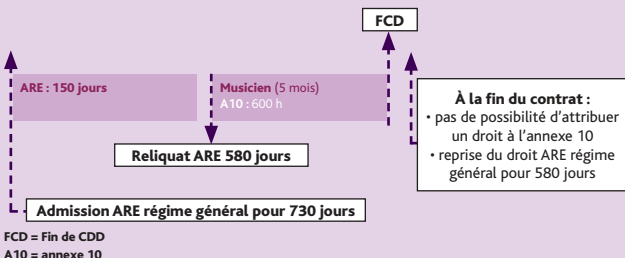 FCD
ARE : 150 jours
Musicien (5 mois)
A10 : 600 h
À la fin du contrat :
• pas de possibilité d'attribuer
un droit à l'annexe 10
• reprise du droit ARE régime
général pour 580 jours
Reliquat ARE 580 jours
Admission ARE régime général pour 730 jours
FCD = Fin de CDD
A10 = annexe 10